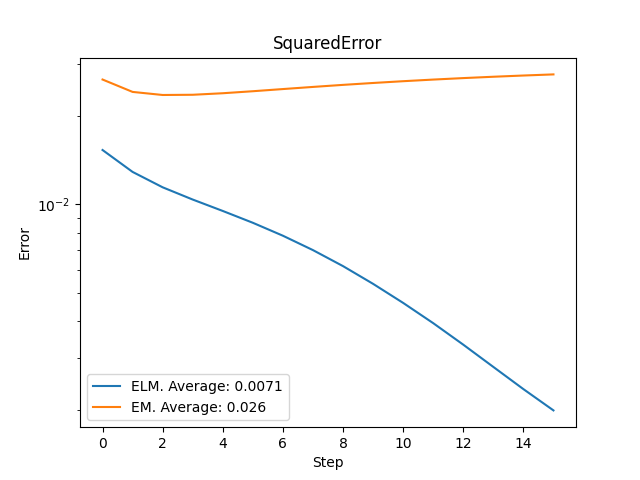 SquaredError
10⁻²
Error
ELM. Average: 0.0071
EM. Average: 0.026
0 2 4 6 8 10 12 14
Step